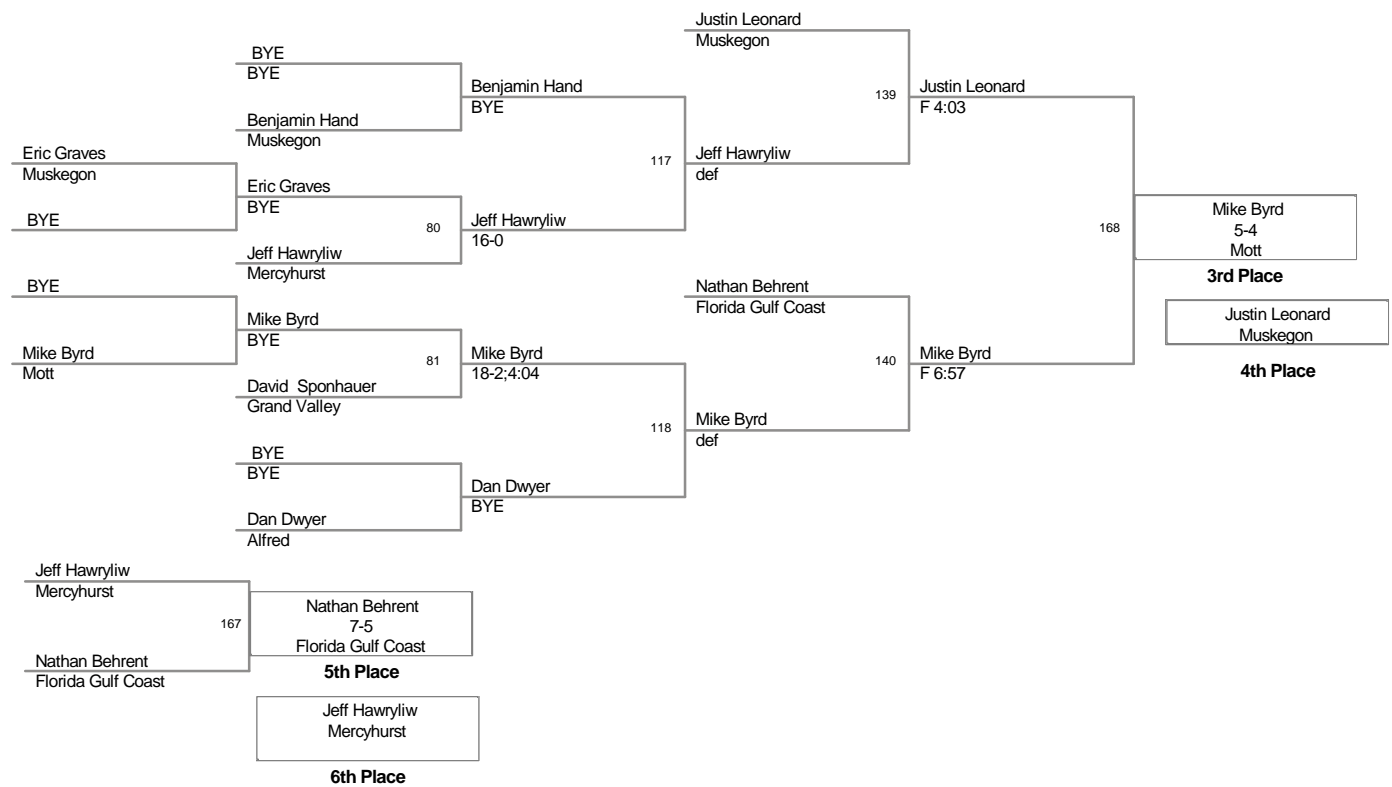 Justin Leonard
Muskegon
BYE
BYE
Benjamin Hand
BYE
139
Justin Leonard
F 4:03
Benjamin Hand
Muskegon
Eric Graves
Muskegon
117
Jeff Hawryliw
def
Eric Graves
BYE
BYE
80
Jeff Hawryliw
16-0
168
Mike Byrd
5-4
Mott
3rd Place
Jeff Hawryliw
Mercyhurst
BYE
Nathan Behrent
Florida Gulf Coast
Justin Leonard
Muskegon
4th Place
Mike Byrd
BYE
Mike Byrd
Mott
81
Mike Byrd
18-2;4:04
140
Mike Byrd
F 6:57
David Sponhauer
Grand Valley
118
Mike Byrd
def
BYE
BYE
Dan Dwyer
BYE
Dan Dwyer
Alfred
Jeff Hawryliw
Mercyhurst
167
Nathan Behrent
7-5
Florida Gulf Coast
5th Place
Nathan Behrent
Florida Gulf Coast
Jeff Hawryliw
Mercyhurst
6th Place